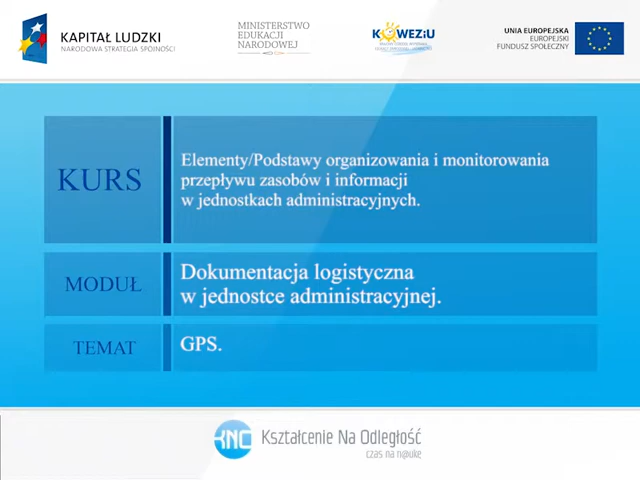 KAPITAŁ LUDZKI
NARODOWA STRATEGIA SPÓJNOŚCI
MINISTERSTWO
EDUKACJI
NARODOWEJ
KOWEZiU
UNIA EUROPEJSKA
EUROPEJSKI
FUNDUSZ SPOŁECZNY
KURS
Elementy/Podstawy organizowania i monitorowania
przepływu zasobów i informacji
w jednostkach administracyjnych.
MODUŁ
Dokumentacja logistyczna
w jednostce administracyjnej.
TEMAT
GPS.
KNO
Kształcenie Na Odległość
czas na n@ukę